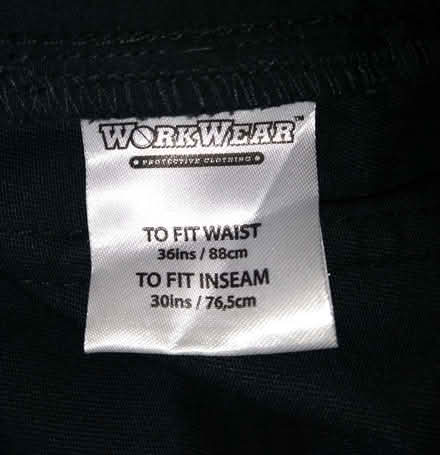 WORKWEAR™
• PROTECTIVE CLOTHING •
TO FIT WAIST
36ins / 88cm
TO FIT INSEAM
30ins / 76,5cm